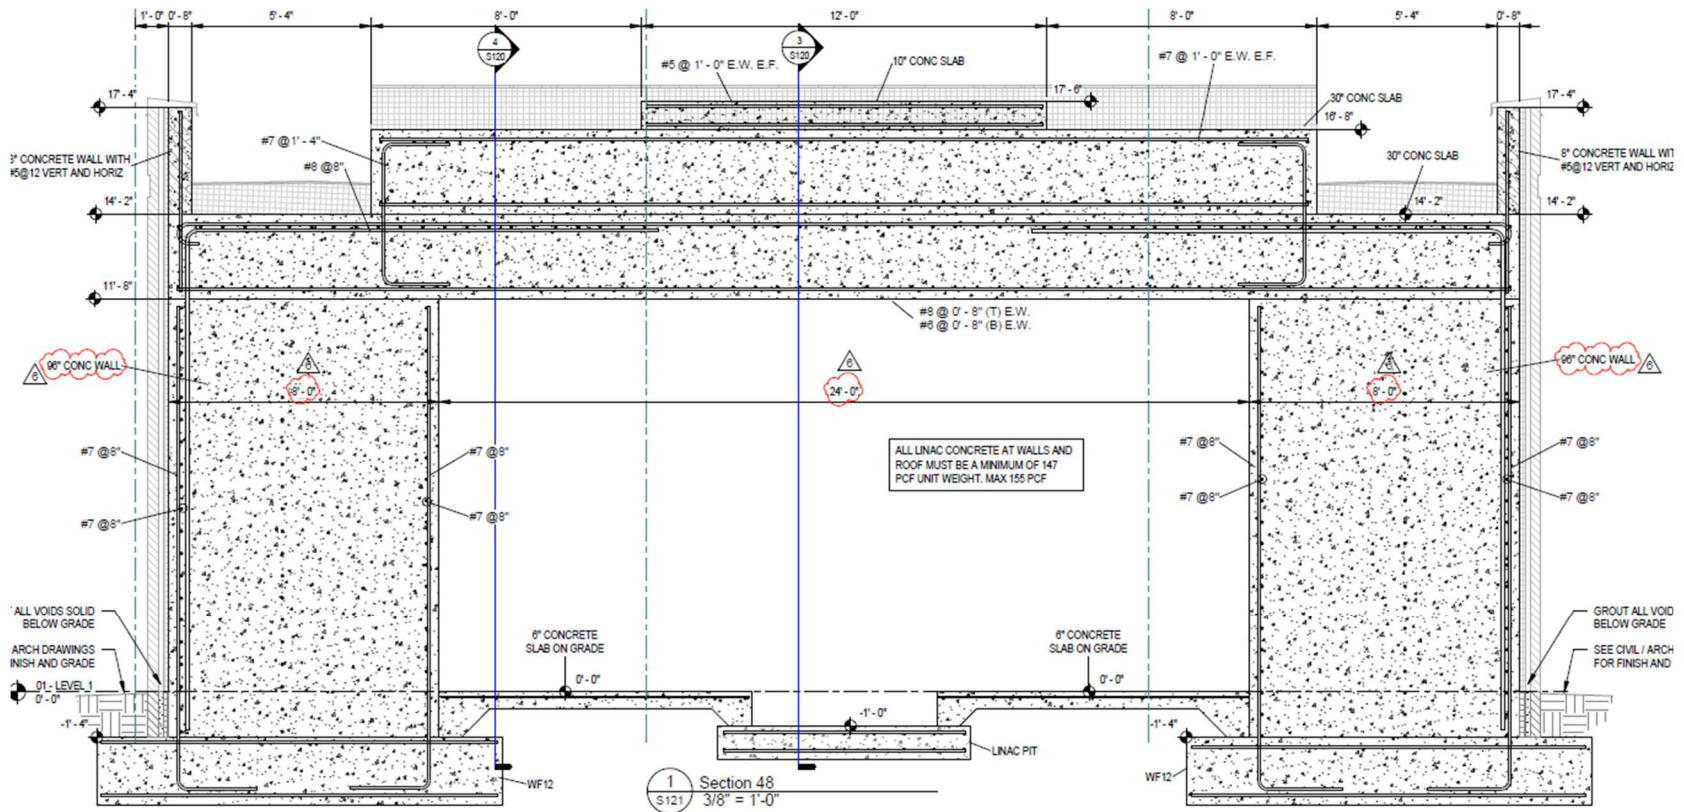 1' - 0" 0' - 8" 5' - 4" 8' - 0" 12' - 0" 8' - 0" 5' - 4" 0' - 8"
4
S120
3
S120
#5 @ 1' - 0" E.W. E.F.
10" CONC SLAB
#7 @ 1' - 0" E.W. E.F.
17' - 4"
17' - 6"
30" CONC SLAB
16' - 8"
17' - 4"
#7 @ 1' - 4"
#8 @ 8"
" CONCRETE WALL WITH
#5@12 VERT AND HORIZ
30" CONC SLAB
8" CONCRETE WALL WIT
#5@12 VERT AND HORIZ
14' - 2"
14' - 2"
14' - 2"
11' - 8"
#8 @ 0' - 8" (T) E.W.
#6 @ 0' - 8" (B) E.W.
6
96" CONC WALL
8' - 0"
6
24' - 0"
8' - 0"
96" CONC WALL
6
#7 @8"
#7 @8"
#7 @8"
#7 @8"
ALL LINAC CONCRETE AT WALLS AND
ROOF MUST BE A MINIMUM OF 147
PCF UNIT WEIGHT. MAX 155 PCF
#7 @8"
#7 @8"
#7 @8"
#7 @8"
ALL VOIDS SOLID
BELOW GRADE
ARCH DRAWINGS
INISH AND GRADE
01 - LEVEL 1
0' - 0"
-1' - 4"
6" CONCRETE
SLAB ON GRADE
0' - 0"
6" CONCRETE
SLAB ON GRADE
0' - 0"
GROUT ALL VOID
BELOW GRADE
SEE CIVIL / ARCH
FOR FINISH AND
-1' - 0"
-1' - 4"
LINAC PIT
WF12
WF12
1
S121
Section 48
3/8" = 1'-0"